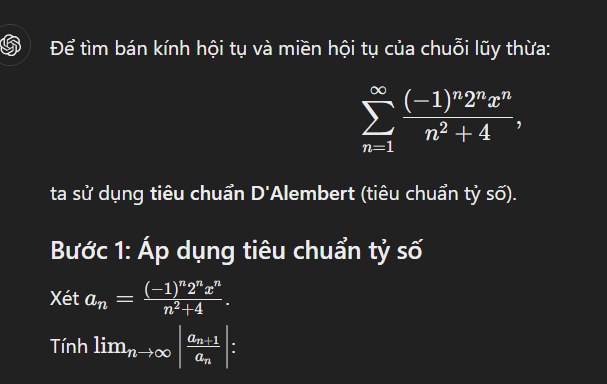 Để tìm bán kính hội tụ và miền hội tụ của chuỗi lũy thừa:
$$\sum_{n=1}^{\infty} \frac{(-1)^n 2^n x^n}{n^2 + 4},$$
ta sử dụng tiêu chuẩn D'Alembert (tiêu chuẩn tỷ số).
Bước 1: Áp dụng tiêu chuẩn tỷ số
Xét $a_n = \frac{(-1)^n 2^n x^n}{n^2+4}$.
Tính $\lim_{n \to \infty} \left| \frac{a_{n+1}}{a_n} \right|$: